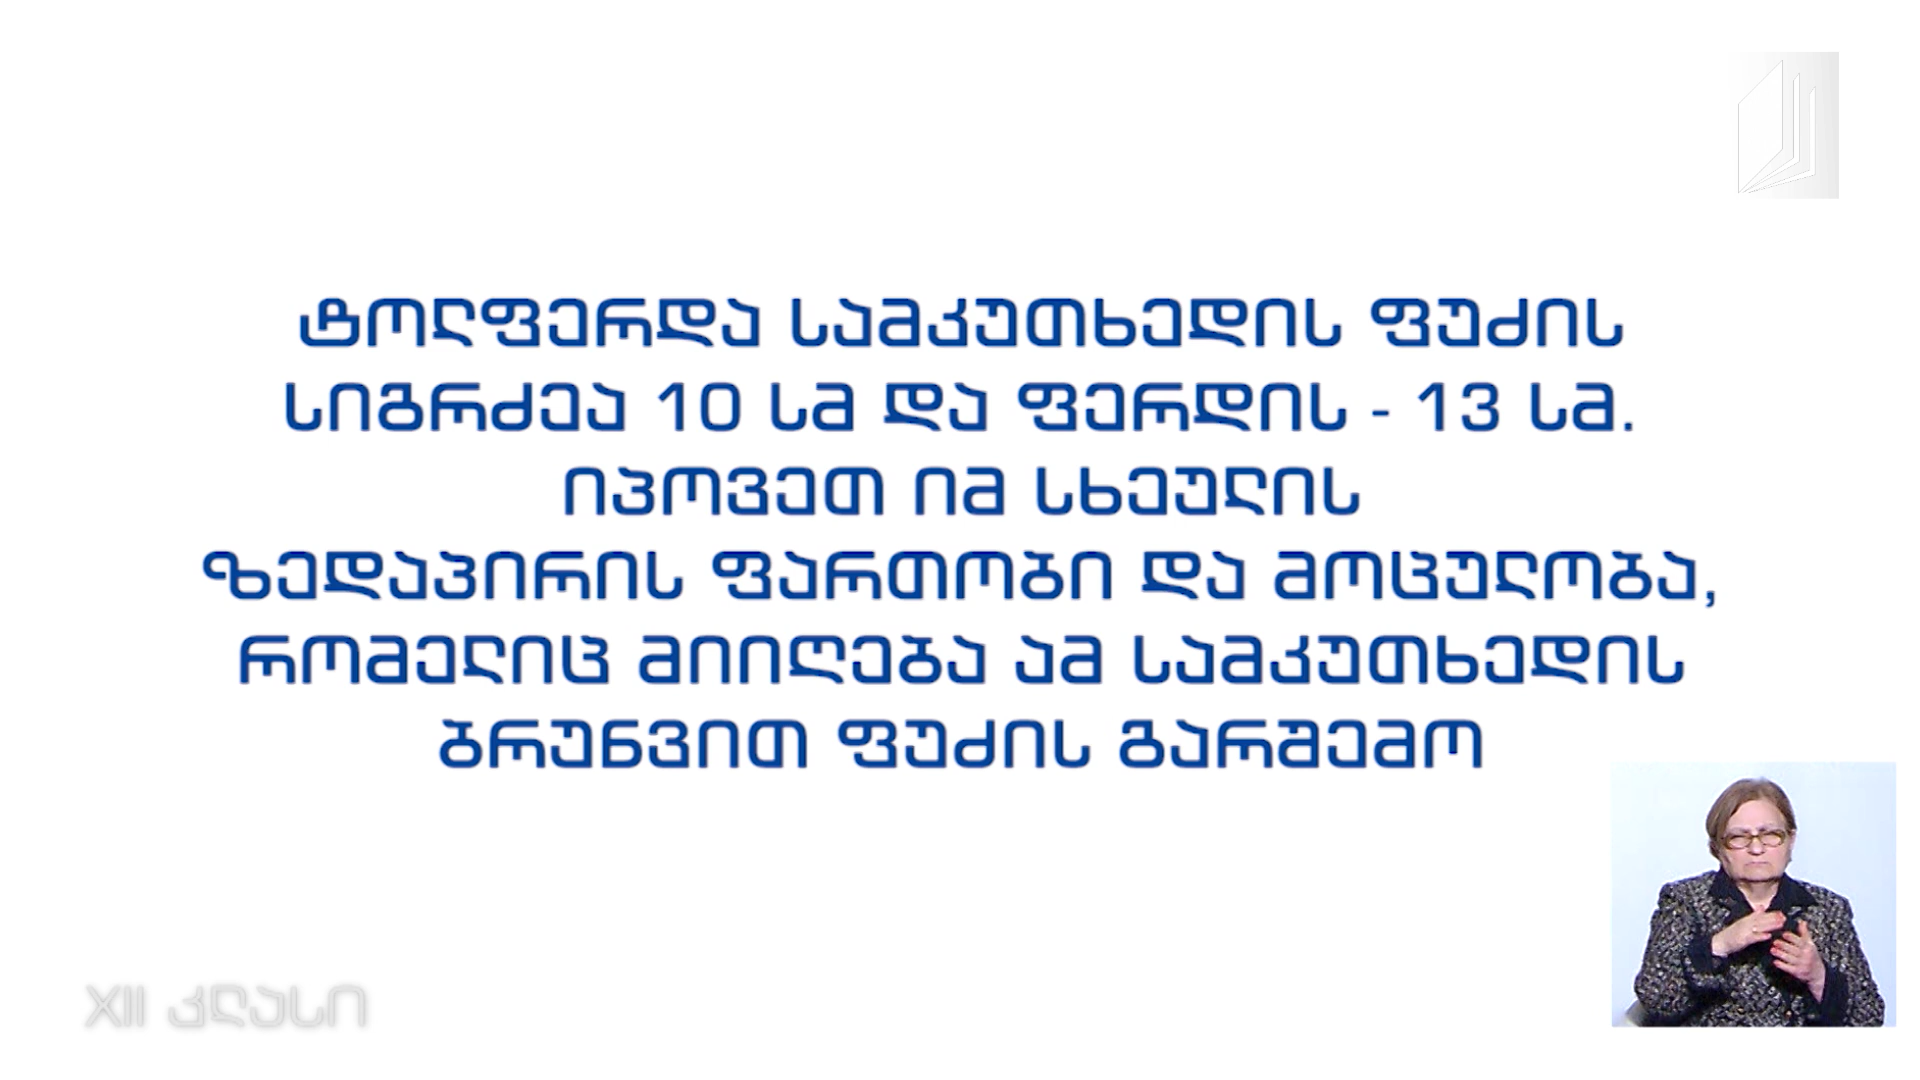 ტოლფერდა სამკუთხედის ფუძის
სიგრძეა 10 სმ და ფერდის - 13 სმ.
იპოვეთ იმ სხეულის
ზედაპირის ფართობი და მოცულობა,
რომელიც მიიღება ამ სამკუთხედის
ბრუნვით ფუძის გარშემო
XII კლასი